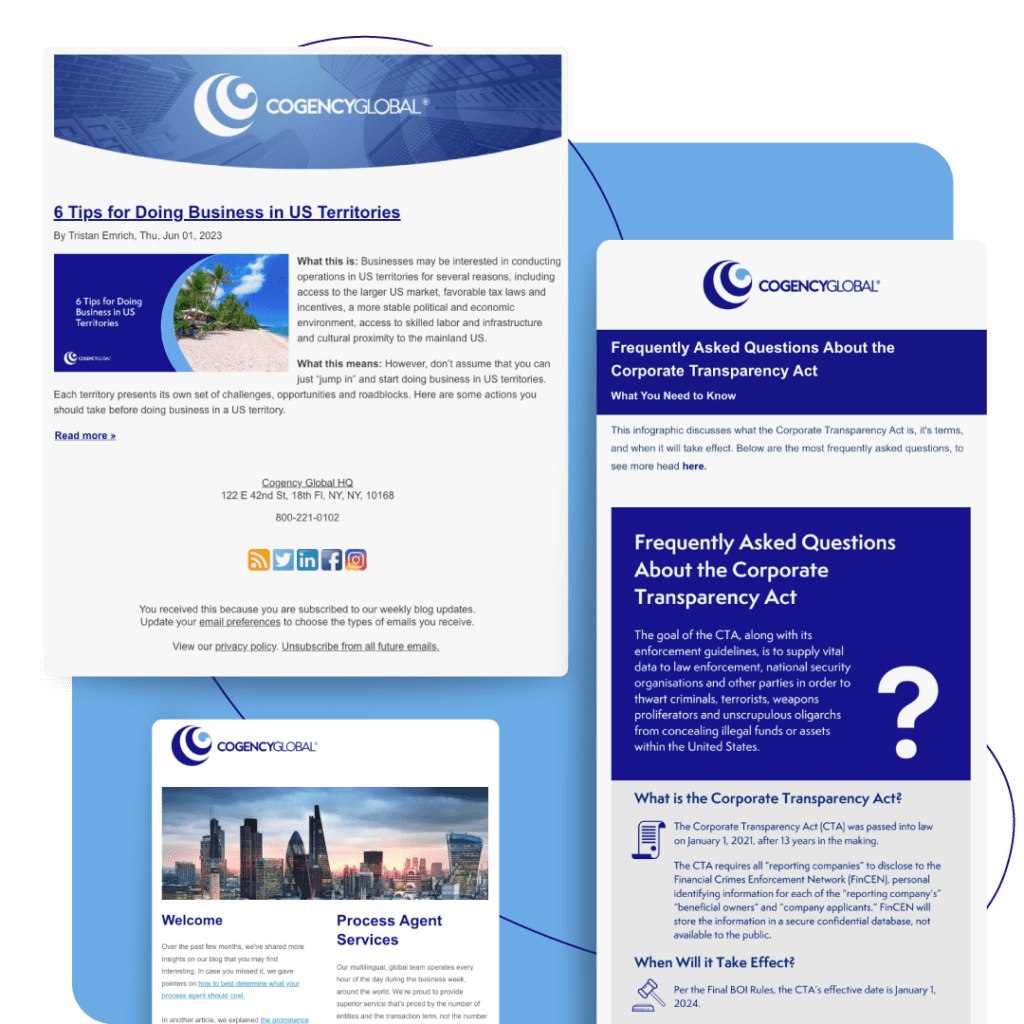 COGENCYGLOBAL®
6 Tips for Doing Business in US Territories
By Tristan Emrich, Thu, Jun 01, 2023
6 Tips for Doing
Business in US
Territories
COGENCYGLOBAL
What this is: Businesses may be interested in conducting
operations in US territories for several reasons, including
access to the larger US market, favorable tax laws and
incentives, a more stable political and economic
environment, access to skilled labor and infrastructure
and cultural proximity to the mainland US.
What this means: However, don't assume that you can
just "jump in" and start doing business in US territories.
Each territory presents its own set of challenges, opportunities and roadblocks. Here are some actions you
should take before doing business in a US territory.
Read more »
Cogency Global HQ
122 E 42nd St, 18th Fl, NY, NY, 10168
800-221-0102
You received this because you are subscribed to our weekly blog updates.
Update your email preferences to choose the types of emails you receive.
View our privacy policy. Unsubscribe from all future emails.
COGENCYGLOBAL®
Welcome
Over the past few months, we've shared more
insights on our blog that you may find
interesting. In case you missed it, we gave
pointers on how to best determine what your
process agent should cost.
In another article, we explained the prominence
Process Agent
Services
Our multilingual, global team operates every
hour of the day during the business week,
around the world. We're proud to provide
superior service that's priced by the number of
entities and the transaction term, not the number
COGENCYGLOBAL®
Frequently Asked Questions About the
Corporate Transparency Act
What You Need to Know
This infographic discusses what the Corporate Transparency Act is, it's terms,
and when it will take effect. Below are the most frequently asked questions, to
see more head here.
Frequently Asked Questions
About the Corporate
Transparency Act
The goal of the CTA, along with its
enforcement guidelines, is to supply vital
data to law enforcement, national security
organisations and other parties in order to
thwart criminals, terrorists, weapons
proliferators and unscrupulous oligarchs
from concealing illegal funds or assets
within the United States.
?
What is the Corporate Transparency Act?
The Corporate Transparency Act (CTA) was passed into law
on January 1, 2021, after 13 years in the making.
The CTA requires all "reporting companies" to disclose to the
Financial Crimes Enforcement Network (FinCEN), personal
identifying information for each of the "reporting company's"
"beneficial owners" and "company applicants." FinCEN will
store the information in a secure confidential database, not
available to the public.
When Will it Take Effect?
Per the Final BOI Rules, the CTA's effective date is January 1,
2024.